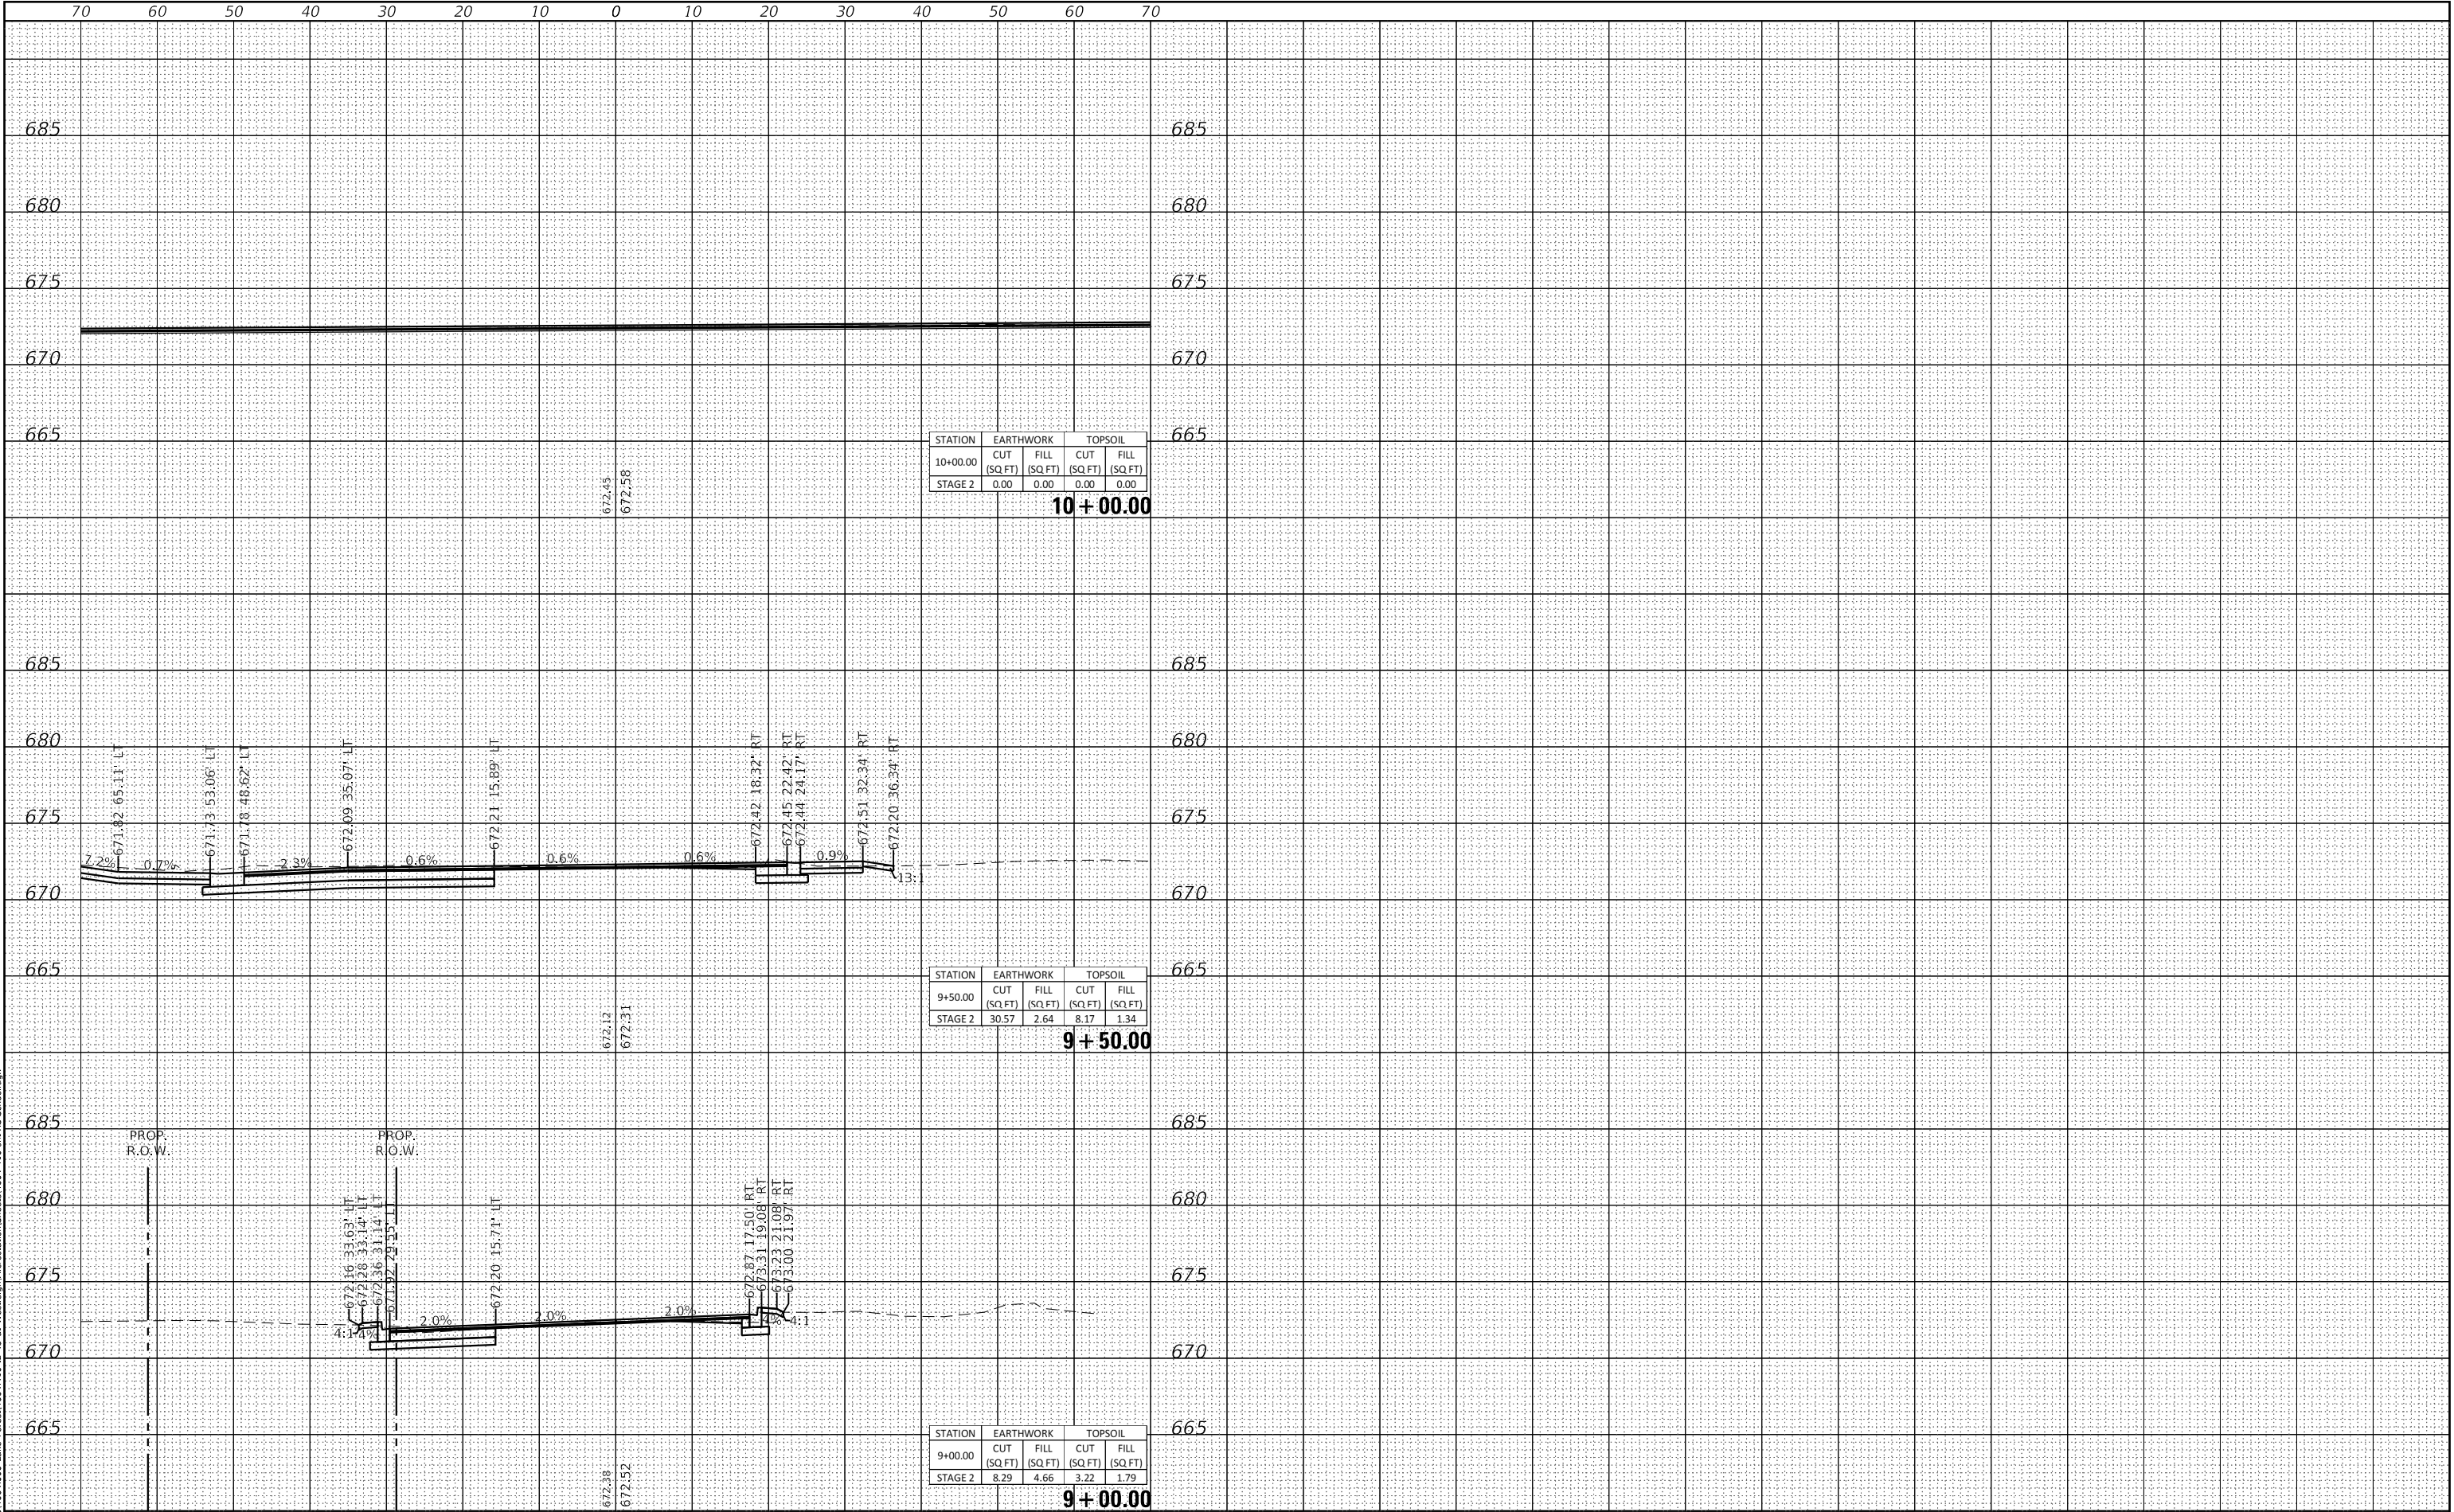 70 60 50 40 30 20 10 0 10 20 30 40 50 60 70
685 685
680 680
675 675
670 670
665 665
STATION EARTHWORK TOPSOIL
10+00.00 CUT (SQ FT) FILL (SQ FT) CUT (SQ FT) FILL (SQ FT)
STAGE 2 0.00 0.00 0.00 0.00
672.45
672.58
10 + 00.00
685 685
680 680
671.82 65.11' LT
671.73 53.06' LT
671.78 48.62' LT
672.09 35.07' LT
672.21 15.89' LT
672.42 18.32' RT
672.45 22.42' RT
672.44 24.17' RT
672.51 32.34' RT
672.20 36.34' RT
675 675
7.2% 0.7% 2.3% 0.6% 0.6% 0.6% 0.9%
13:1
670 670
665 665
STATION EARTHWORK TOPSOIL
9+50.00 CUT (SQ FT) FILL (SQ FT) CUT (SQ FT) FILL (SQ FT)
STAGE 2 30.57 2.64 8.17 1.34
672.12
672.31
9 + 50.00
685 685
PROP. R.O.W.
PROP. R.O.W.
680 680
672.16 33.63' LT
672.28 33.14' LT
672.36 31.14' LT
671.92 29.55' LT
672.20 15.71' LT
672.87 17.50' RT
673.31 19.08' RT
673.23 21.08' RT
673.00 21.97' RT
675 675
4:1 4% 2.0% 2.0% 2.0% 4% 4:1
670 670
665 665
STATION EARTHWORK TOPSOIL
9+00.00 CUT (SQ FT) FILL (SQ FT) CUT (SQ FT) FILL (SQ FT)
STAGE 2 8.29 4.66 3.22 1.79
672.38
672.52
9 + 00.00